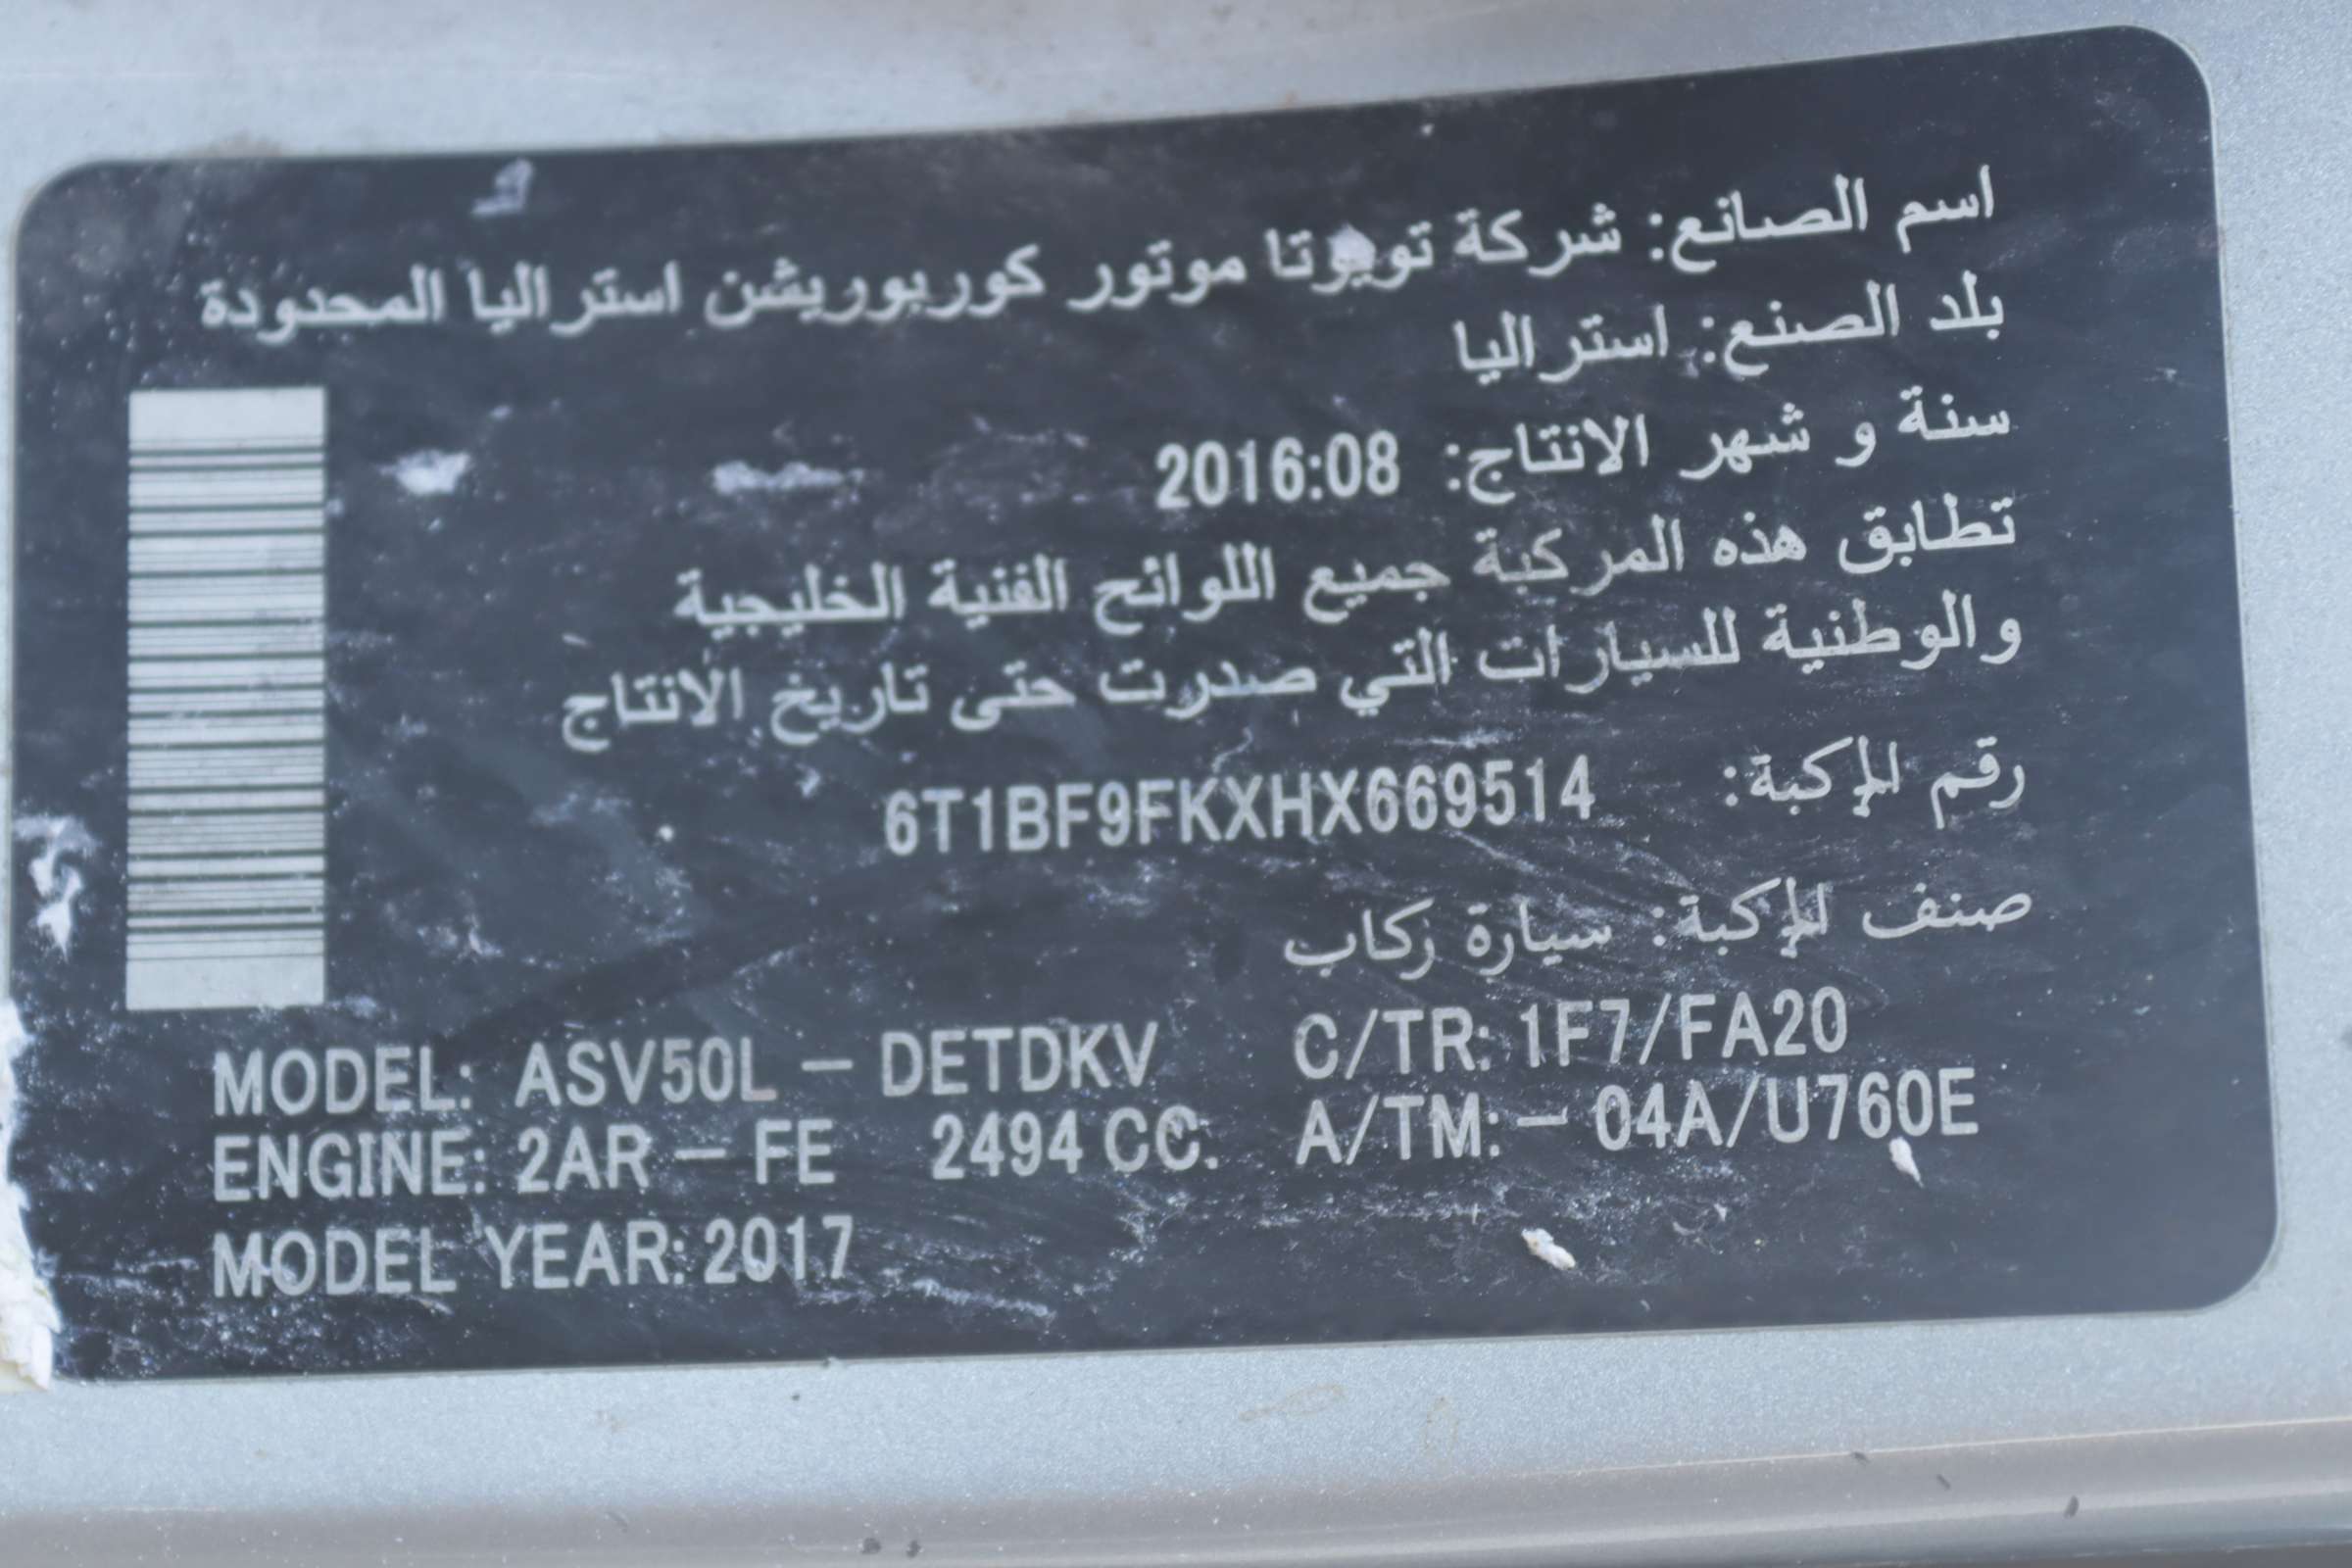 اسم الصانع: شركة تويوتا موتور كوربوريشن استراليا المحدودة
بلد الصنع: استراليا
سنة و شهر الانتاج: 2016:08
تطابق هذه المركبة جميع اللوائح الفنية الخليجية
والوطنية للسيارات التي صدرت حتى تاريخ الانتاج
رقم المركبة: 6T1BF9FKXHX669514
صنف المركبة: سيارة ركاب
MODEL: ASV50L – DETDKV C/TR: 1F7/FA20
ENGINE: 2AR – FE 2494 CC. A/TM: – 04A/U760E
MODEL YEAR: 2017